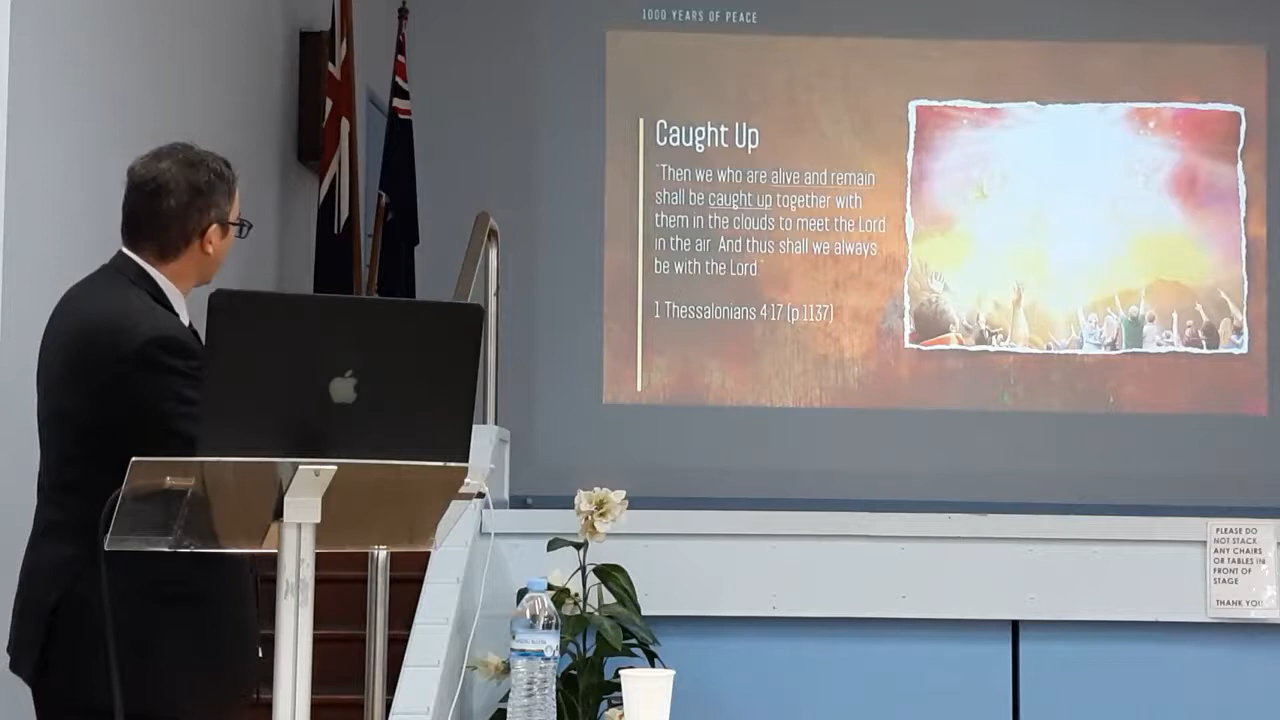 1000 YEARS OF PEACE
Caught Up
"Then we who are alive and remain
shall be caught up together with
them in the clouds to meet the Lord
in the air. And thus shall we always
be with the Lord."
1 Thessalonians 4:17 (p.1137)
PLEASE DO
NOT STACK
ANY CHAIRS
OR TABLES IN
FRONT OF
STAGE
THANK YOU